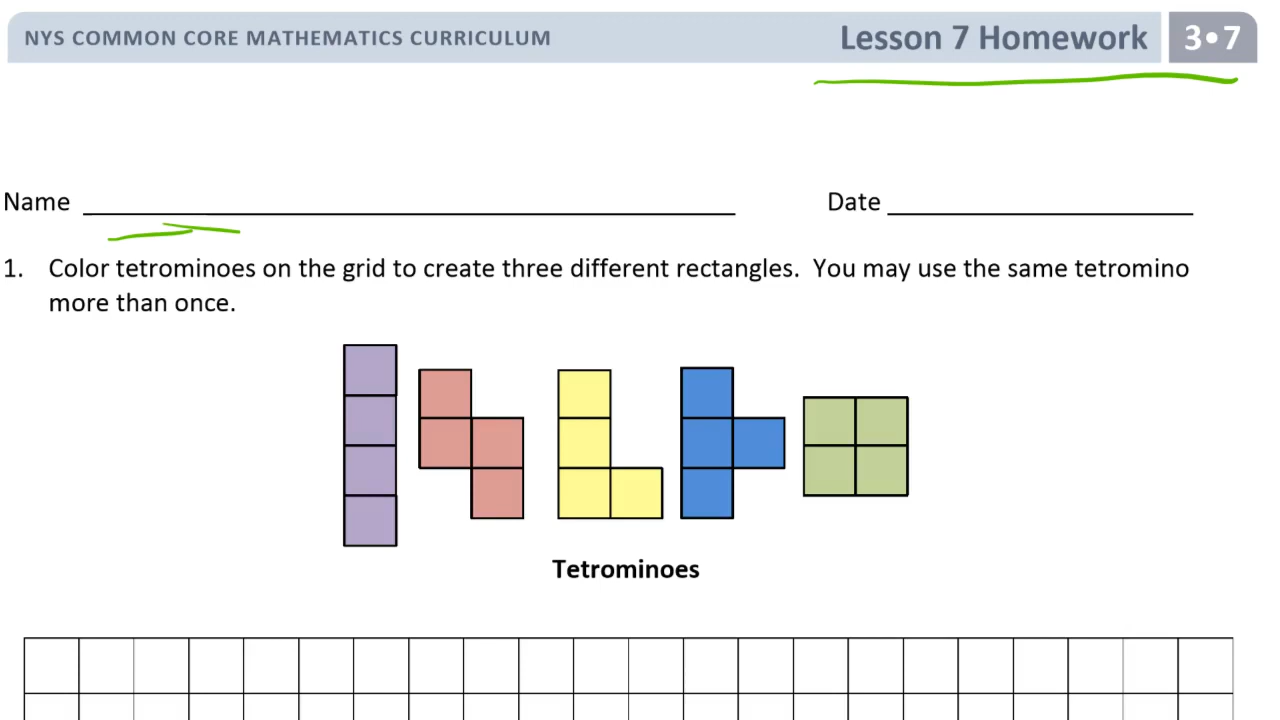 NYS COMMON CORE MATHEMATICS CURRICULUM Lesson 7 Homework 3•7
Name Date
1. Color tetrominoes on the grid to create three different rectangles. You may use the same tetromino
more than once.
Tetrominoes